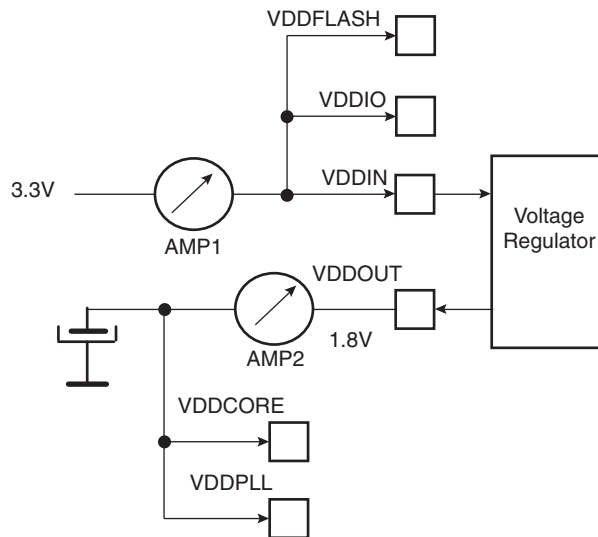 VDDFLASH
VDDIO
VDDIN
3.3V
AMP1
Voltage
Regulator
VDDOUT
1.8V
AMP2
VDDCORE
VDDPLL